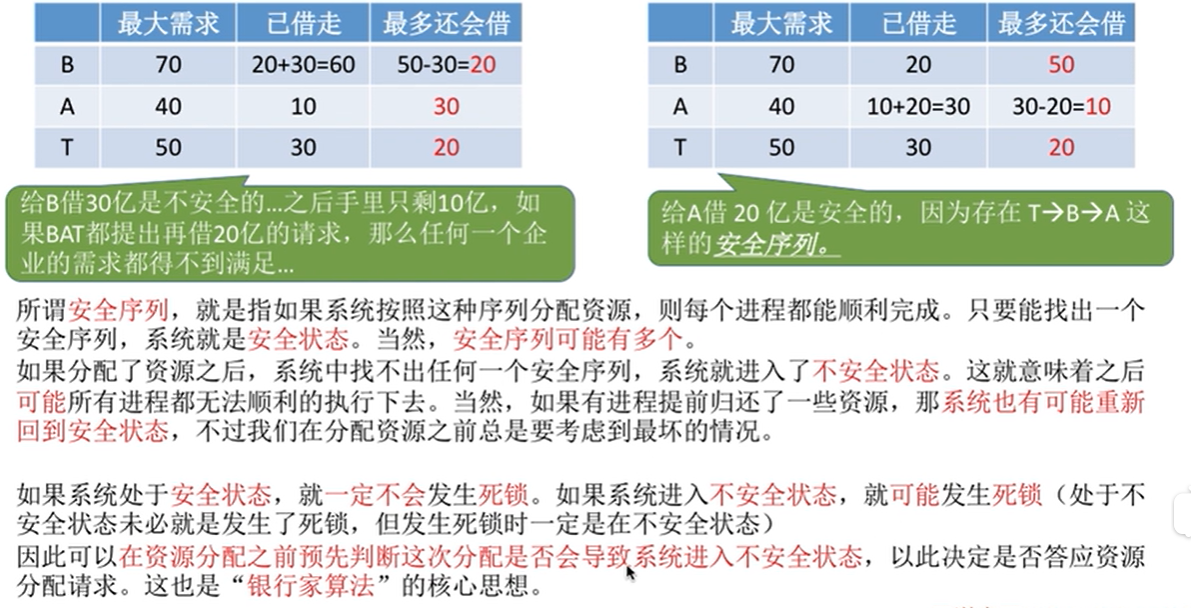 最大需求 已借走 最多还会借
B 70 20+30=60 50-30=20
A 40 10 30
T 50 30 20
给B借30亿是不安全的...之后手里只剩10亿，如
果BAT都提出再借20亿的请求，那么任何一个企
业的需求都得不到满足...
最大需求 已借走 最多还会借
B 70 20 50
A 40 10+20=30 30-20=10
T 50 30 20
给A借 20 亿是安全的，因为存在 T→B→A 这
样的安全序列。
所谓安全序列，就是指如果系统按照这种序列分配资源，则每个进程都能顺利完成。只要能找出一个
安全序列，系统就是安全状态。当然，安全序列可能有多个。
如果分配了资源之后，系统中找不出任何一个安全序列，系统就进入了不安全状态。这就意味着之后
可能所有进程都无法顺利的执行下去。当然，如果有进程提前归还了一些资源，那系统也有可能重新
回到安全状态，不过我们在分配资源之前总是要考虑到最坏的情况。
如果系统处于安全状态，就一定不会发生死锁。如果系统进入不安全状态，就可能发生死锁（处于不
安全状态未必就是发生了死锁，但发生死锁时一定是在不安全状态）
因此可以在资源分配之前预先判断这次分配是否会导致系统进入不安全状态，以此决定是否答应资源
分配请求。这也是“银行家算法”的核心思想。